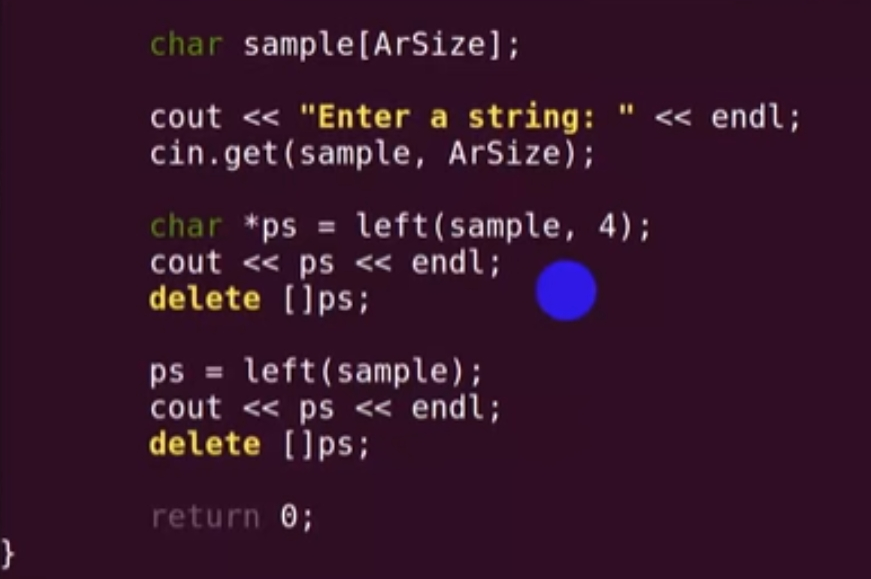 char sample[ArSize];
cout << "Enter a string: " << endl;
cin.get(sample, ArSize);
char *ps = left(sample, 4);
cout << ps << endl;
delete []ps;
ps = left(sample);
cout << ps << endl;
delete []ps;
return 0;
}